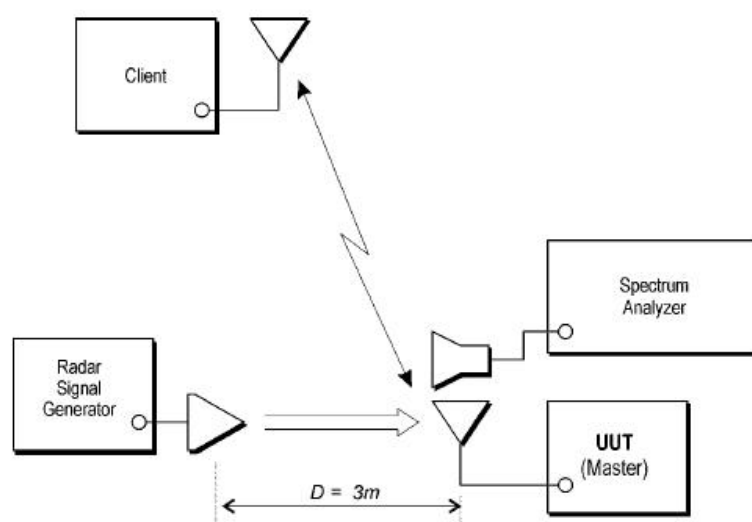 Client
Spectrum
Analyzer
Radar
Signal
Generator
UUT
(Master)
D = 3m